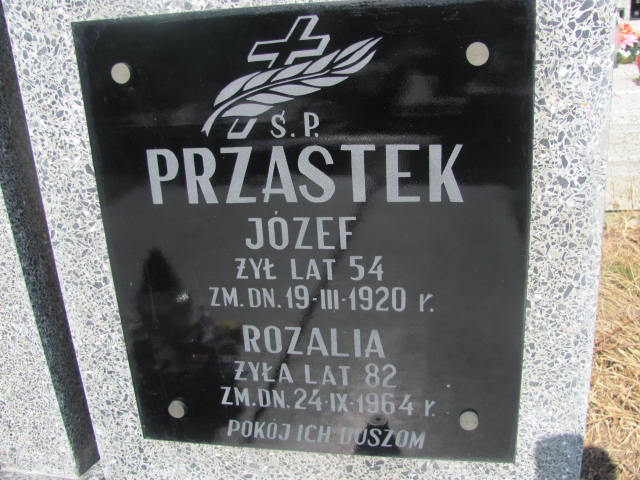 Ś.P.
PRZASTEK
JÓZEF
ŻYŁ LAT 54
ZM. DN. 19-III-1920 r.
ROZALIA
ŻYŁA LAT 82
ZM. DN. 24-IX-1964 r.
POKÓJ ICH DUSZOM